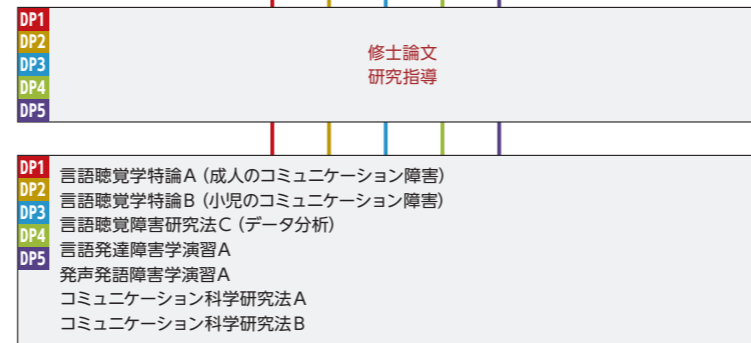 DP1
DP2
DP3
DP4
DP5
修士論文
研究指導
DP1
DP2
DP3
DP4
DP5
言語聴覚学特論A（成人のコミュニケーション障害）
言語聴覚学特論B（小児のコミュニケーション障害）
言語聴覚障害研究法C（データ分析）
言語発達障害学演習A
発声発語障害学演習A
コミュニケーション科学研究法A
コミュニケーション科学研究法B